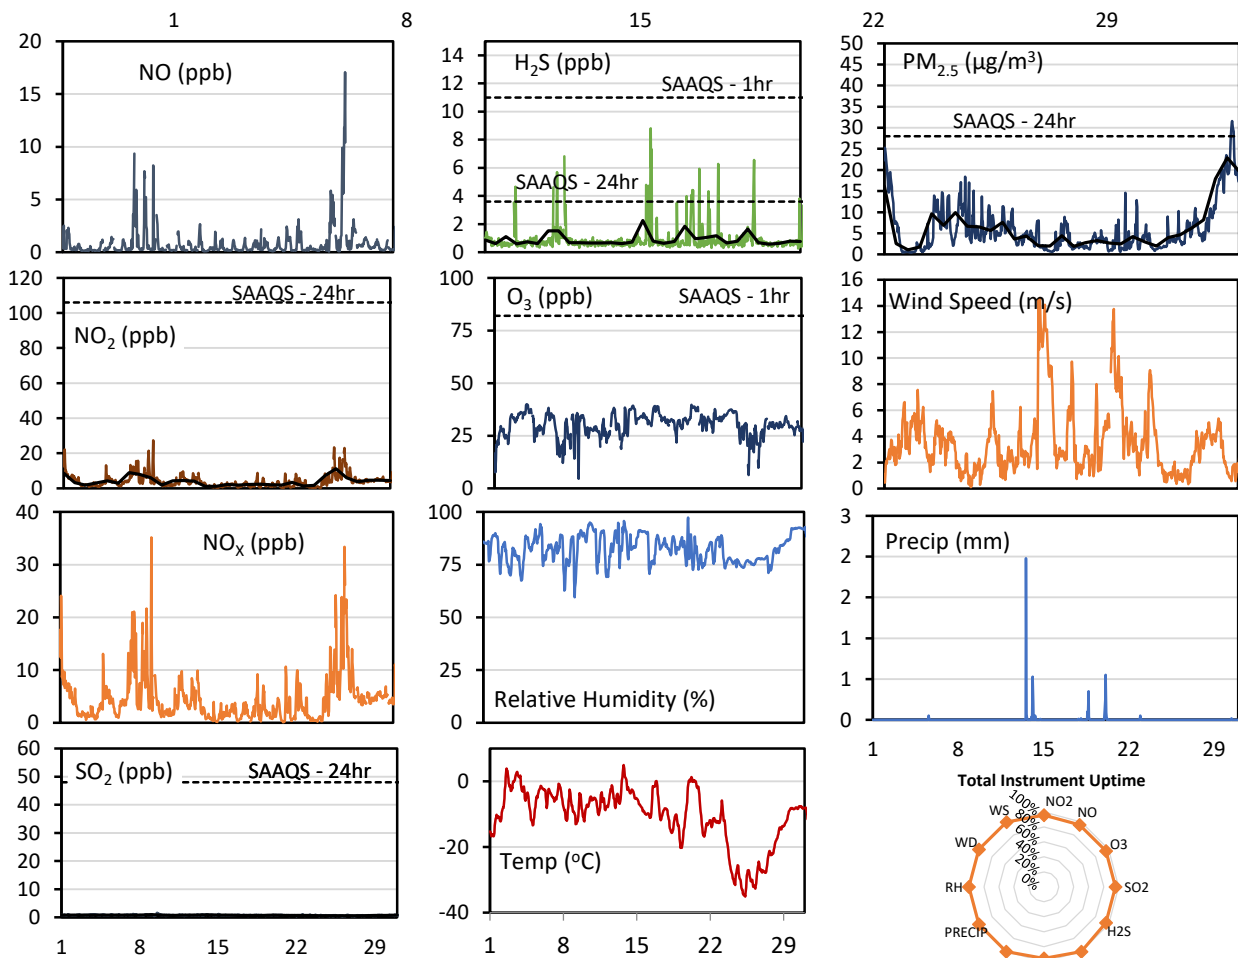 1 8 15 22 29
20
15
10
5
0
NO (ppb)
14
12
10
8
6
4
2
0
H2S (ppb)
SAAQS - 1hr
SAAQS - 24hr
50
45
40
35
30
25
20
15
10
5
0
PM2.5 (µg/m³)
SAAQS - 24hr
120
100
80
60
40
20
0
SAAQS - 24hr
NO2 (ppb)
100
75
50
25
0
O3 (ppb)
SAAQS - 1hr
16
14
12
10
8
6
4
2
0
Wind Speed (m/s)
40
30
20
10
0
NOX (ppb)
100
75
50
25
0
Relative Humidity (%)
3
2
2
1
1
0
Precip (mm)
1 8 15 22 29
60
50
40
30
20
10
0
SO2 (ppb)
SAAQS - 24hr
1 8 15 22 29
0
-20
-40
Temp (oC)
1 8 15 22 29
Total Instrument Uptime
100%
80%
60%
40%
20%
0%
NO2
NO
O3
SO2
H2S
PRECIP
RH
WD
WS